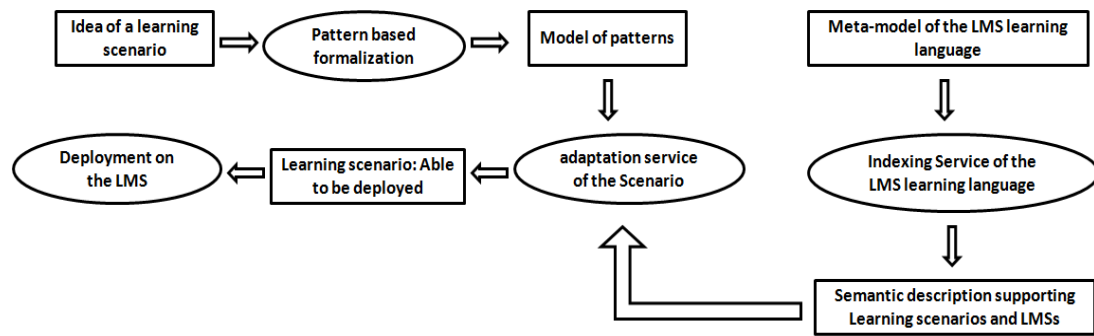 Idea of a learning
scenario
Pattern based
formalization
Model of patterns
Meta-model of the LMS learning
language
Deployment on
the LMS
Learning scenario: Able
to be deployed
adaptation service
of the Scenario
Indexing Service of the
LMS learning language
Semantic description supporting
Learning scenarios and LMSs